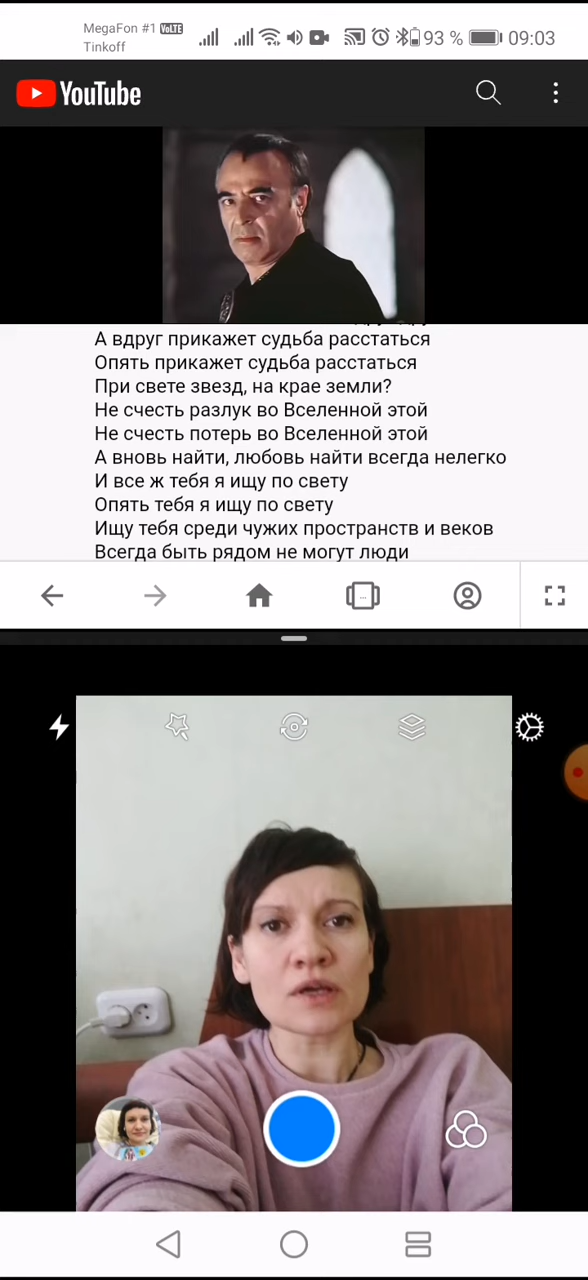 MegaFon #1 VoLTE
Tinkoff
93 %
09:03
YouTube
А вдруг прикажет судьба расстаться
Опять прикажет судьба расстаться
При свете звезд, на крае земли?
Не счесть разлук во Вселенной этой
Не счесть потерь во Вселенной этой
А вновь найти, любовь найти всегда нелегко
И все ж тебя я ищу по свету
Опять тебя я ищу по свету
Ищу тебя среди чужих пространств и веков
Всегда быть рядом не могут люди